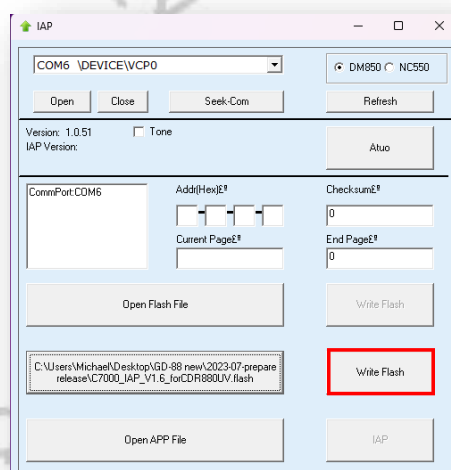 IAP
COM6 \DEVICE\VCP0
DM850 NC550
Open Close Seek-Com Refresh
Version: 1.0.51 Tone
IAP Version:
Atuo
CommPort:COM6
Addr(Hex)£º Checksum£º
- - -
0
Current Page£º End Page£º
0
Open Flash File Write Flash
C:\Users\Michael\Desktop\GD-88 new\2023-07-prepare
release\C7000_IAP_V1.6_forCDR880UV.flash
Write Flash
Open APP File IAP